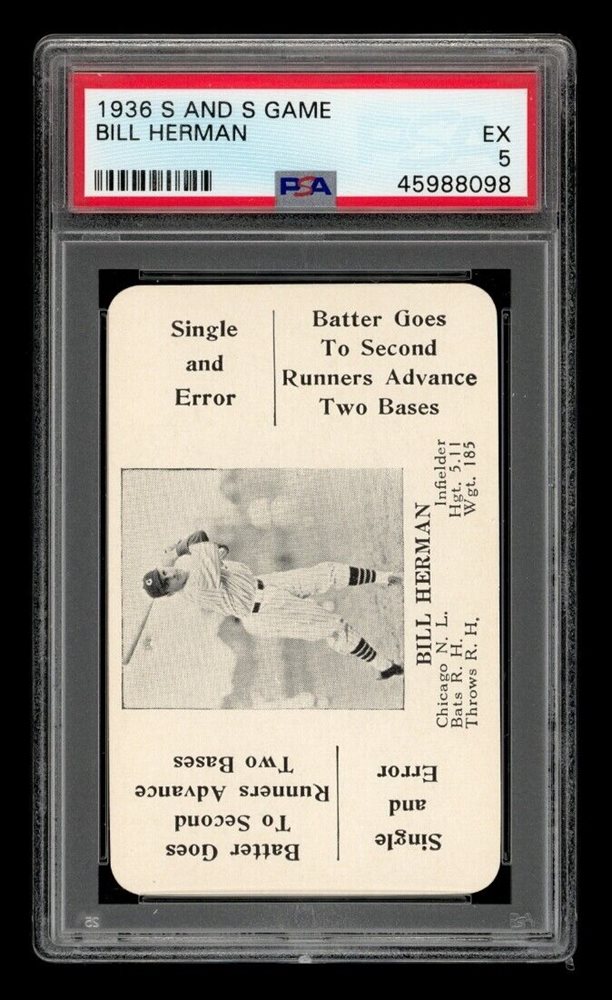 1936 S AND S GAME
BILL HERMAN
EX
5
PSA
45988098
Single
and
Error
Batter Goes
To Second
Runners Advance
Two Bases
BILL HERMAN
Chicago N. L. Infielder
Bats R. H. Hgt. 5.11
Throws R. H. Wgt. 185
Single
and
Error
Batter Goes
To Second
Runners Advance
Two Bases